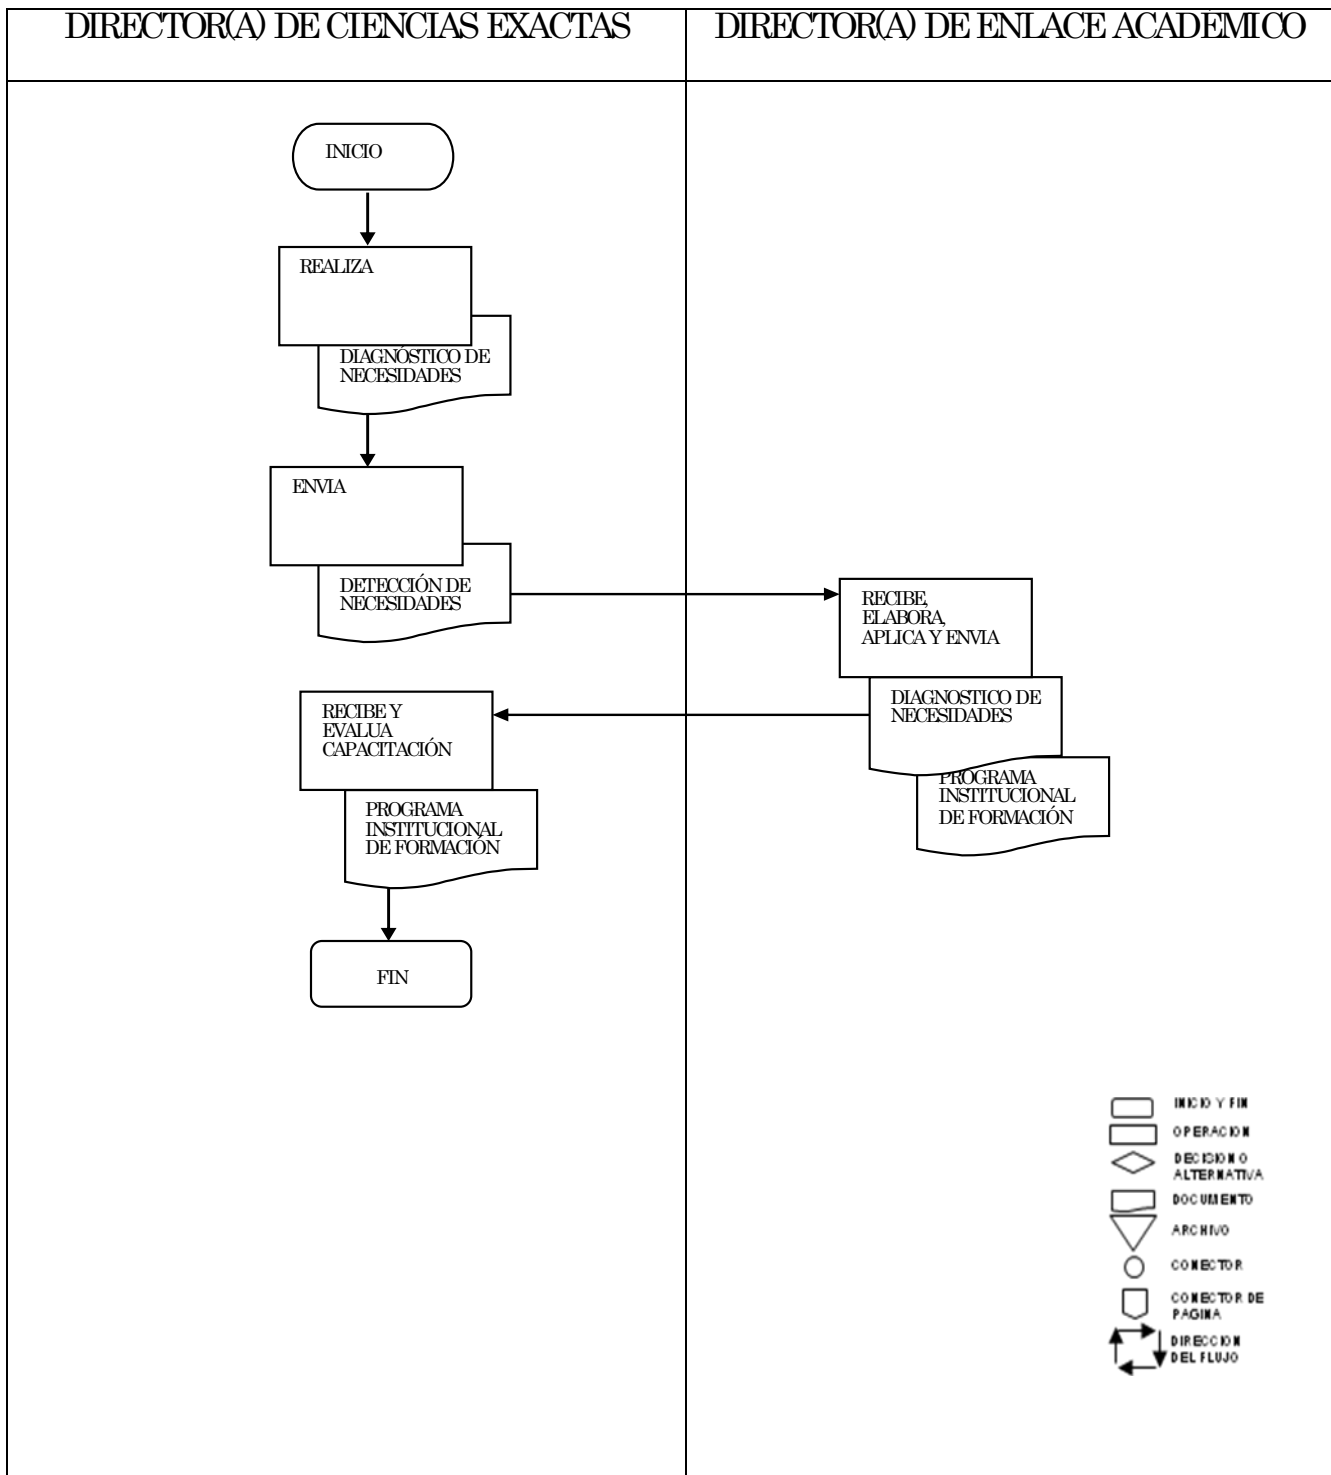 DIRECTOR(A) DE CIENCIAS EXACTAS
DIRECTOR(A) DE ENLACE ACADÉMICO
INICIO
REALIZA
DIAGNÓSTICO DE
NECESIDADES
ENVIA
DETECCIÓN DE
NECESIDADES
RECIBE,
ELABORA,
APLICA Y ENVIA
DIAGNOSTICO DE
NECESIDADES
PROGRAMA
INSTITUCIONAL
DE FORMACIÓN
RECIBE Y
EVALUA
CAPACITACIÓN
PROGRAMA
INSTITUCIONAL
DE FORMACIÓN
FIN
INICIO Y FIN
OPERACION
DECISION O
ALTERNATIVA
DOCUMENTO
ARCHIVO
CONECTOR
CONECTOR DE
PAGINA
DIRECCION
DEL FLUJO